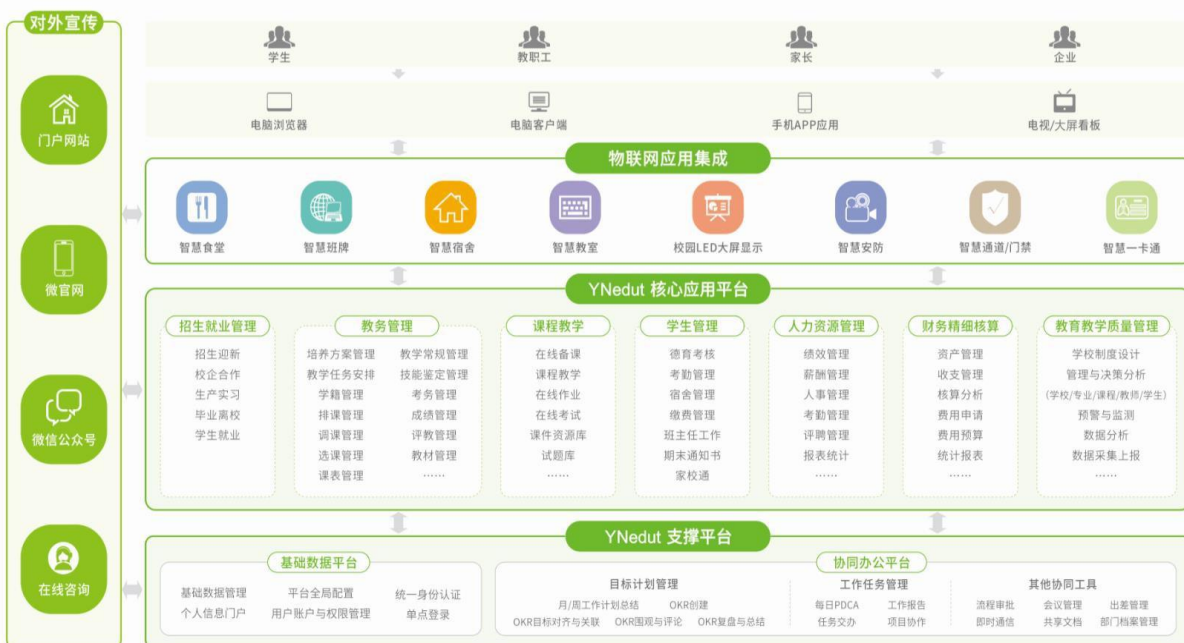 对外宣传
门户网站
微官网
微信公众号
在线咨询
学生 教职工 家长 企业
电脑浏览器 电脑客户端 手机APP应用 电视/大屏看板
物联网应用集成
智慧食堂 智慧班牌 智慧宿舍 智慧教室 校园LED大屏显示 智慧安防 智慧通道/门禁 智慧一卡通
YNedut 核心应用平台
招生就业管理
招生迎新
校企合作
生产实习
毕业离校
学生就业
教务管理
培养方案管理 教学常规管理
教学任务安排 技能鉴定管理
学籍管理 考务管理
排课管理 成绩管理
调课管理 评教管理
选课管理 教材管理
课表管理 ……
课程教学
在线备课
课程教学
在线作业
在线考试
课件资源库
试题库
……
学生管理
德育考核
考勤管理
宿舍管理
缴费管理
班主任工作
期末通知书
家校通
人力资源管理
绩效管理
薪酬管理
人事管理
考勤管理
评聘管理
报表统计
……
财务精细核算
资产管理
收支管理
核算分析
费用申请
费用预算
统计报表
……
教育教学质量管理
学校制度设计
管理与决策分析
(学校/专业/课程/教师/学生)
预警与监测
数据分析
数据采集上报
……
YNedut 支撑平台
基础数据平台
基础数据管理 平台全局配置 统一身份认证
个人信息门户 用户账户与权限管理 单点登录
协同办公平台
目标计划管理
月/周工作计划总结 OKR创建
OKR目标对齐与关联 OKR围观与评论 OKR复盘与总结
工作任务管理
每日PDCA 工作报告
任务交办 项目协作
其他协同工具
流程审批 会议管理 出差管理
即时通信 共享文档 部门档案管理